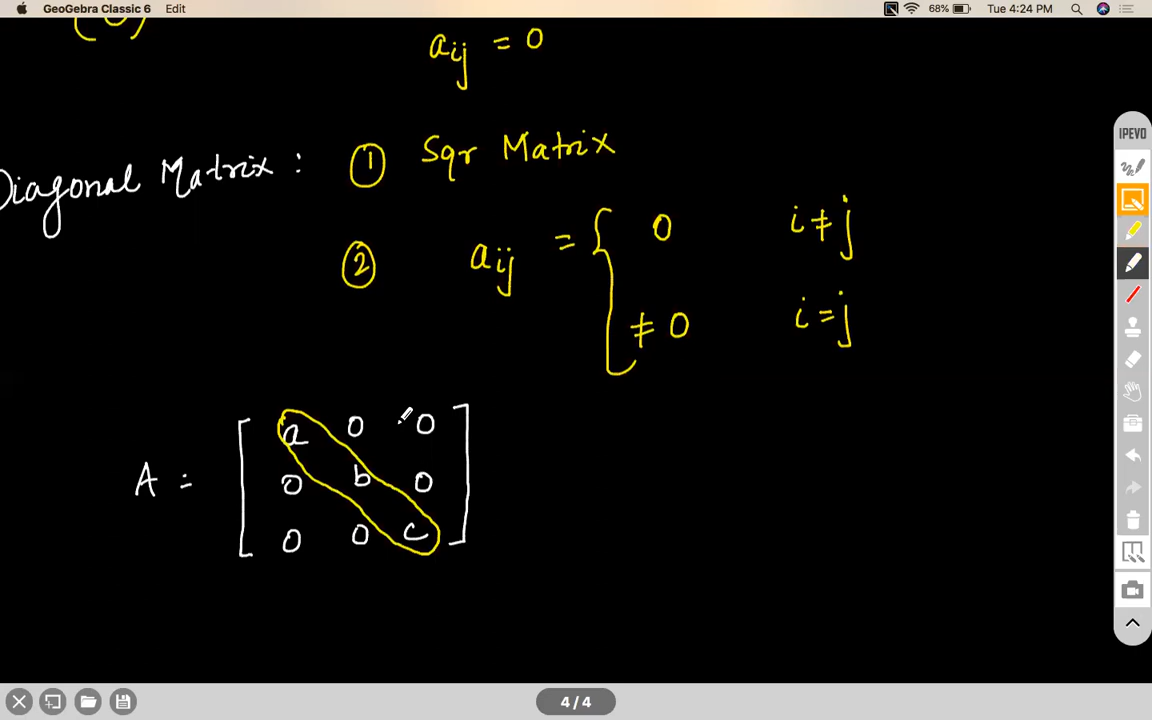 GeoGebra Classic 6 Edit 68% Tue 4:24 PM
(0)
aij = 0
Diagonal Matrix : ① Sqr Matrix
② aij = { 0 i ≠ j
≠ 0 i = j
IPEVO
A = [ a 0 0
0 b 0
0 0 c ]
4 / 4